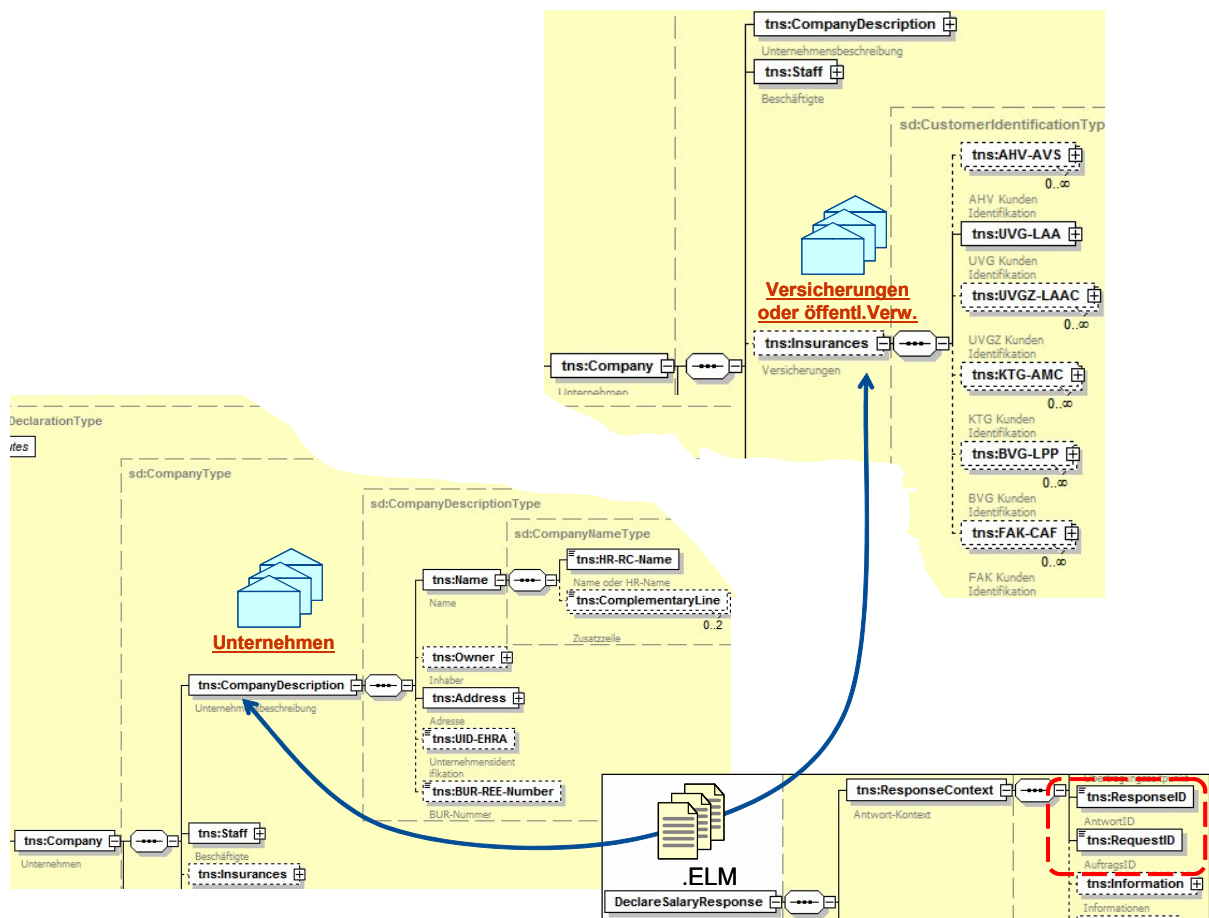 tns:CompanyDescription
Unternehmensbeschreibung
tns:Staff
Beschäftigte
sd:CustomerIdentificationTyp
tns:AHV-AVS
0..∞
AHV Kunden
Identifikation
tns:UVG-LAA
UVG Kunden
Identifikation
tns:UVGZ-LAAC
0..∞
UVGZ Kunden
Identifikation
tns:KTG-AMC
0..∞
KTG Kunden
Identifikation
tns:BVG-LPP
0..∞
BVG Kunden
Identifikation
tns:FAK-CAF
0..∞
FAK Kunden
Identifikation
Versicherungen
oder öffentl.Verw.
tns:Insurances
Versicherungen
tns:Company
Unternehmen
DeclarationType
utes
sd:CompanyType
sd:CompanyDescriptionType
sd:CompanyNameType
tns:HR-RC-Name
Name oder HR-Name
tns:Name
Name
tns:ComplementaryLine
0..2
Zusatzzeile
Unternehmen
tns:Owner
Inhaber
tns:CompanyDescription
Unternehmensbeschreibung
tns:Address
Adresse
tns:UID-EHRA
Unternehmensident
ifikation
tns:BUR-REE-Number
BUR-Nummer
tns:Company
Unternehmen
tns:Staff
Beschäftigte
tns:Insurances
.ELM
DeclareSalaryResponse
tns:ResponseContext
Antwort-Kontext
Übertragungszeitpunkt
tns:ResponseID
AntwortID
tns:RequestID
AuftragsID
tns:Information
Informationen